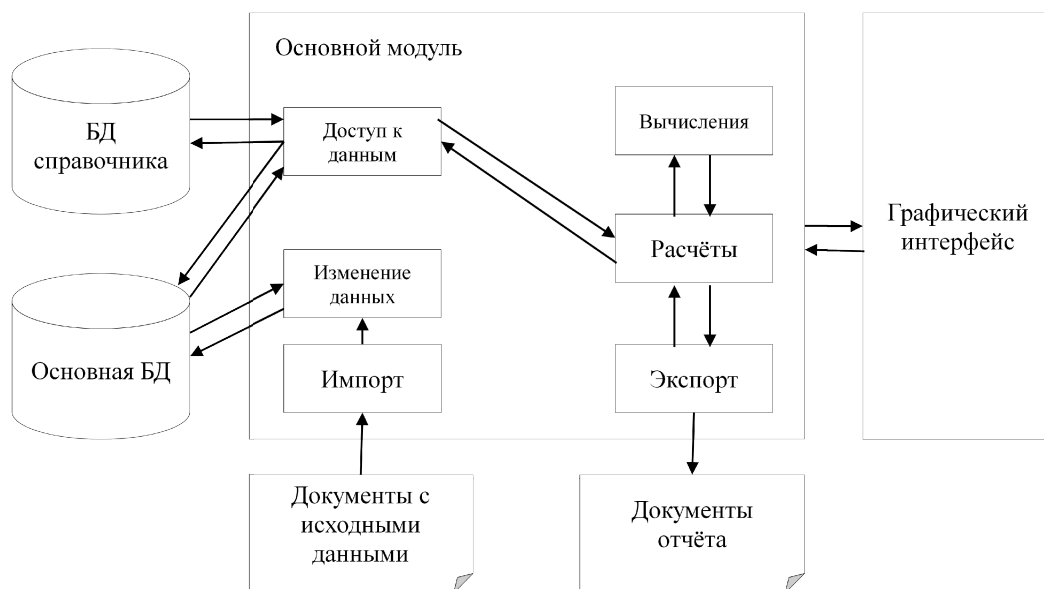 Основной модуль
БД
справочника
Доступ к
данным
Вычисления
Графический
интерфейс
Расчёты
Изменение
данных
Основная БД
Импорт
Экспорт
Документы с
исходными
данными
Документы
отчёта